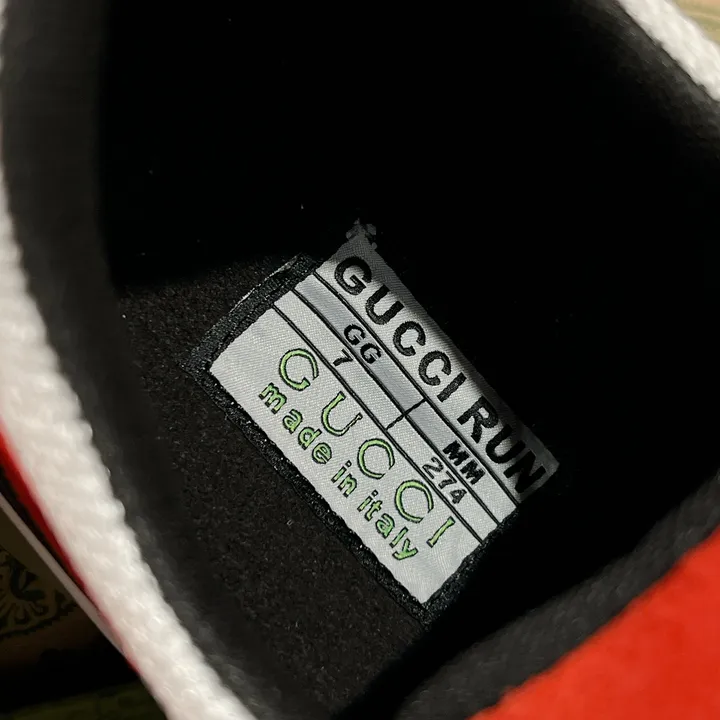 GUCCI RUN
GG MM
7 274
GUCCI
made in italy